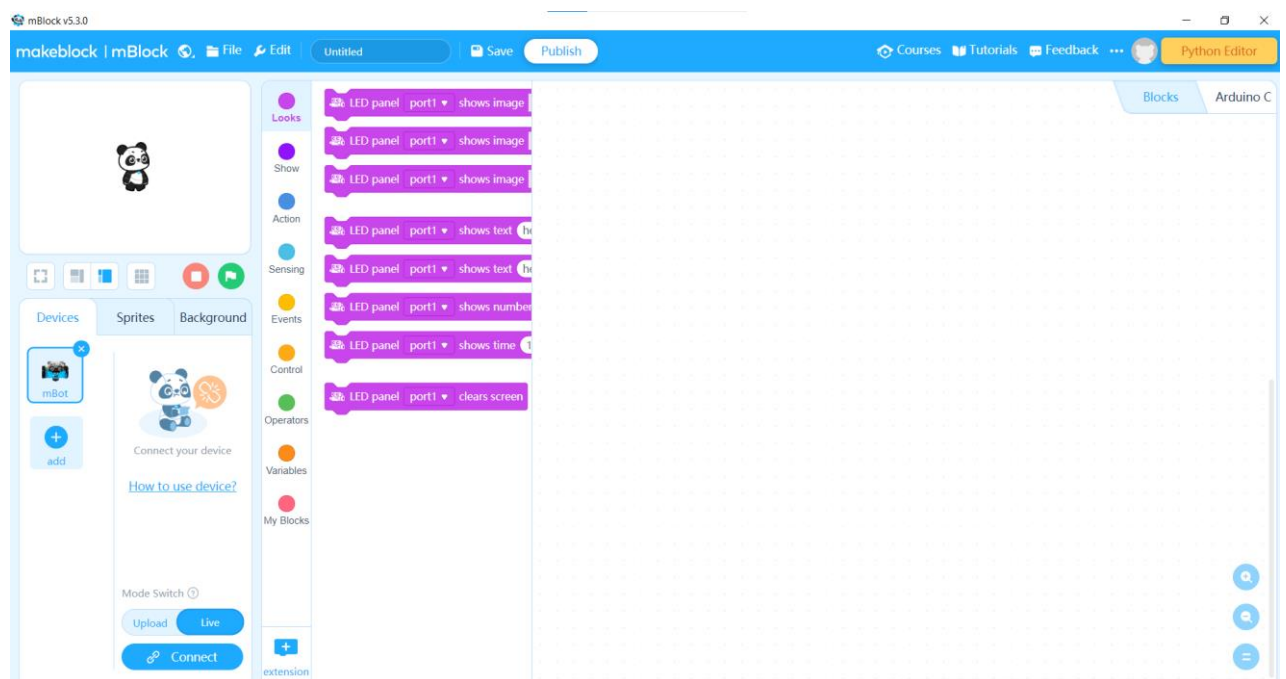 mBlock v5.3.0
makeblock | mBlock File Edit Untitled Save Publish Courses Tutorials Feedback ... Python Editor
Blocks Arduino C
Looks
Show
Action
Sensing
Events
Control
Operators
Variables
My Blocks
extension
LED panel port1 shows image
LED panel port1 shows image
LED panel port1 shows image
LED panel port1 shows text he
LED panel port1 shows text he
LED panel port1 shows number
LED panel port1 shows time 1
LED panel port1 clears screen
Devices Sprites Background
mBot
add
Connect your device
How to use device?
Mode Switch ?
Upload Live
Connect